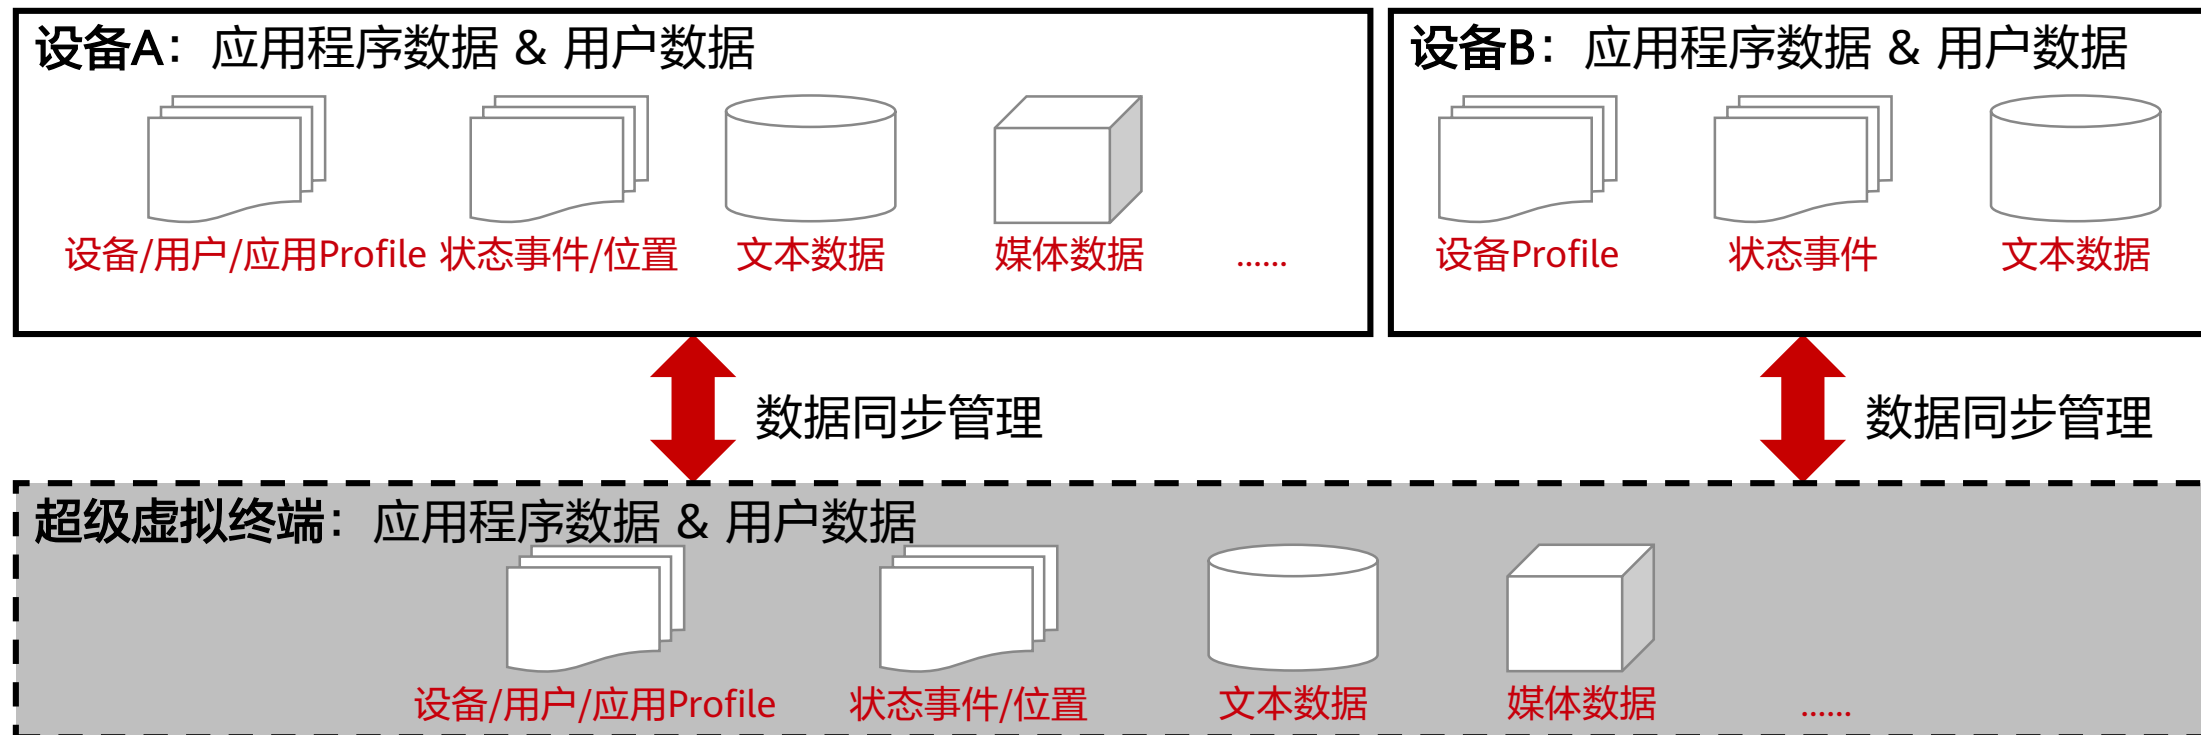 设备A：应用程序数据 & 用户数据
设备/用户/应用Profile 状态事件/位置 文本数据 媒体数据 ......
设备B：应用程序数据 & 用户数据
设备Profile 状态事件 文本数据
数据同步管理
数据同步管理
超级虚拟终端：应用程序数据 & 用户数据
设备/用户/应用Profile 状态事件/位置 文本数据 媒体数据 ......